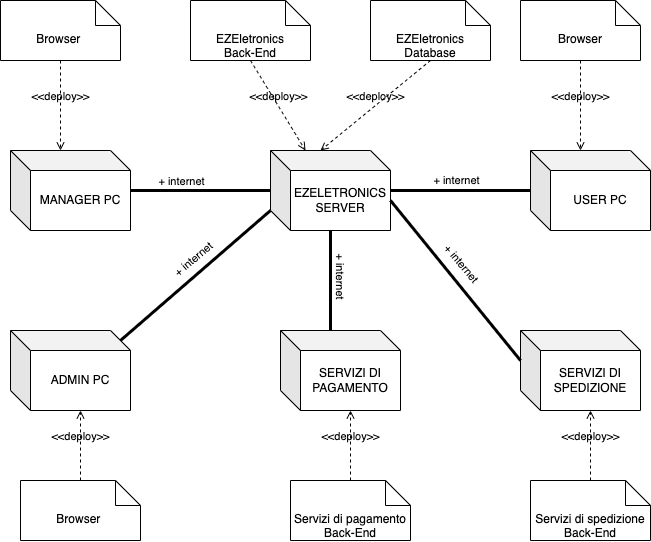 Browser
EZEletronics
Back-End
EZEletronics
Database
Browser
<<deploy>>
<<deploy>>
<<deploy>>
<<deploy>>
MANAGER PC
+ internet
EZELETRONICS
SERVER
+ internet
USER PC
+ internet
+ internet
+ internet
ADMIN PC
SERVIZI DI
PAGAMENTO
SERVIZI DI
SPEDIZIONE
<<deploy>>
<<deploy>>
<<deploy>>
Browser
Servizi di pagamento
Back-End
Servizi di spedizione
Back-End